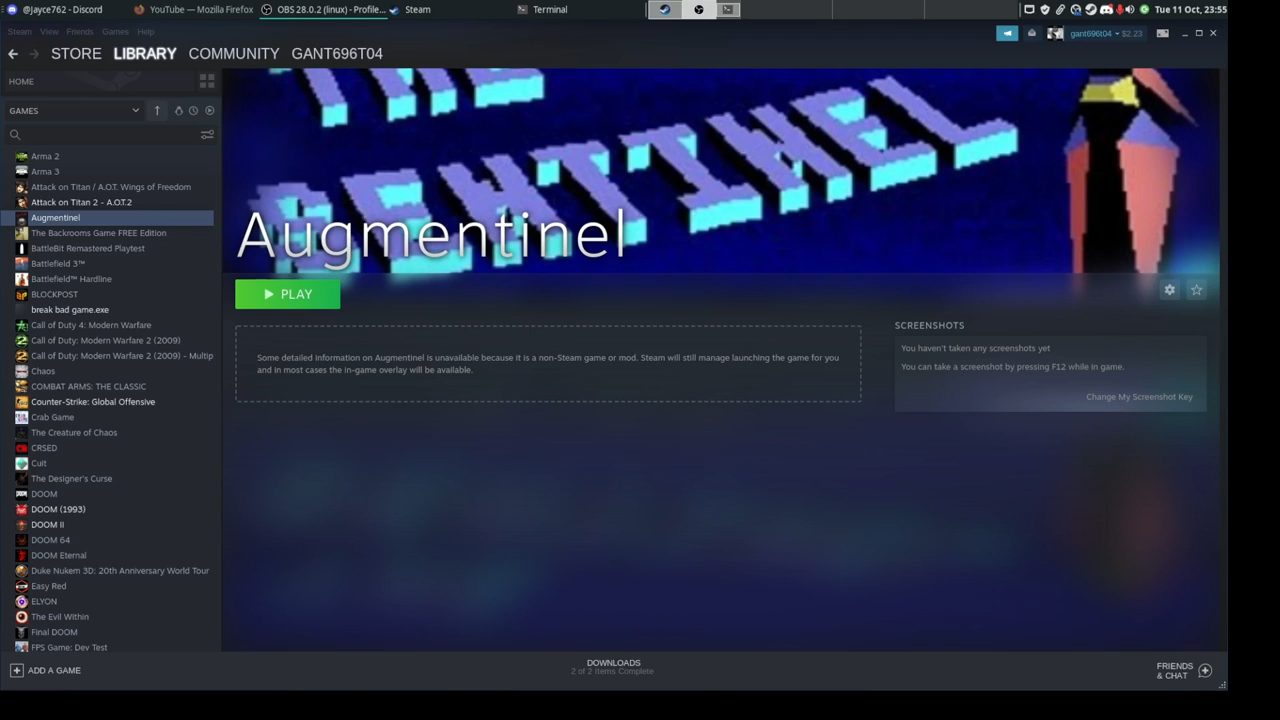 @jayce762 - Discord
YouTube — Mozilla Firefox
OBS 28.0.2 (linux) - Profile...
Steam
Terminal
Tue 11 Oct, 23:55
Steam View Friends Games Help
gant696t04 $2.23
STORE LIBRARY COMMUNITY GANT696T04
HOME
GAMES
Arma 2
Arma 3
Attack on Titan / A.O.T. Wings of Freedom
Attack on Titan 2 - A.O.T.2
Augmentinel
The Backrooms Game FREE Edition
BattleBit Remastered Playtest
Battlefield 3™
Battlefield™ Hardline
BLOCKPOST
break bad game.exe
Call of Duty 4: Modern Warfare
Call of Duty: Modern Warfare 2 (2009)
Call of Duty: Modern Warfare 2 (2009) - Multip
Chaos
COMBAT ARMS: THE CLASSIC
Counter-Strike: Global Offensive
Crab Game
The Creature of Chaos
CRSED
Cuit
The Designer's Curse
DOOM
DOOM (1993)
DOOM II
DOOM 64
DOOM Eternal
Duke Nukem 3D: 20th Anniversary World Tour
Easy Red
ELYON
The Evil Within
Final DOOM
FPS Game: Dev Test
ADD A GAME
THE
SENTINEL
Augmentinel
PLAY
Some detailed information on Augmentinel is unavailable because it is a non-Steam game or mod. Steam will still manage launching the game for you
and in most cases the in-game overlay will be available.
SCREENSHOTS
You haven't taken any screenshots yet
You can take a screenshot by pressing F12 while in game.
Change My Screenshot Key
DOWNLOADS
2 of 2 Items Complete
FRIENDS
& CHAT